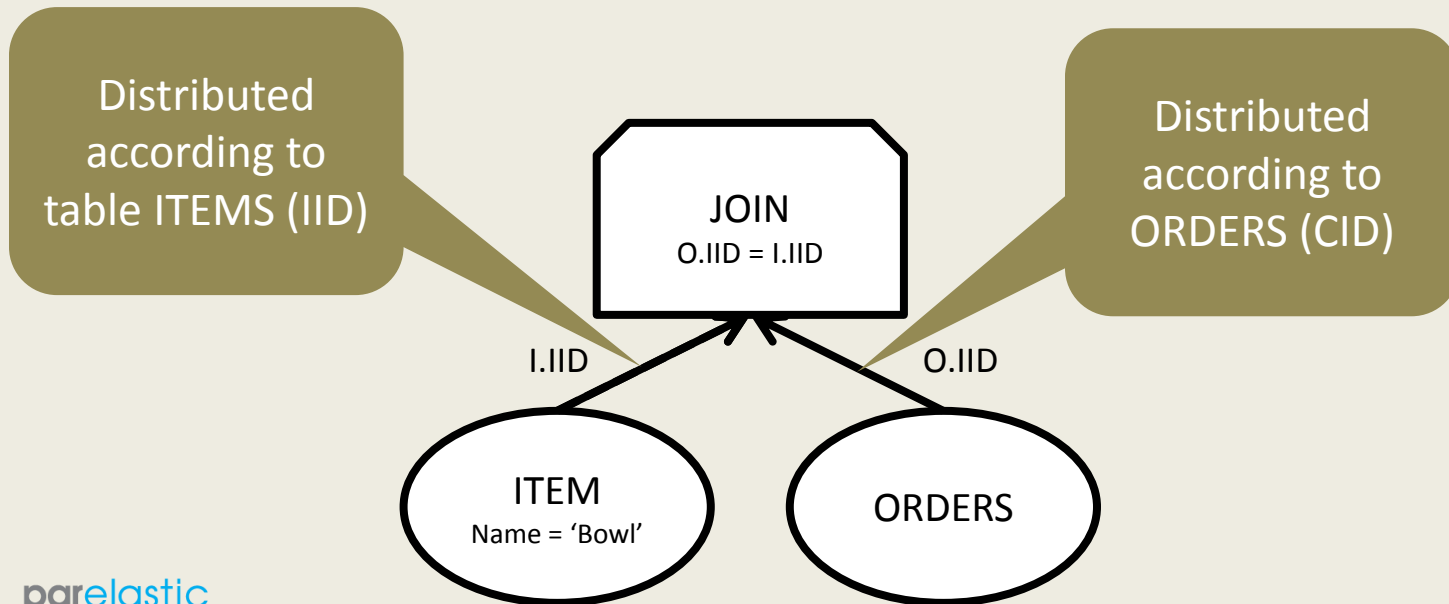 Distributed
according to
table ITEMS (IID)
Distributed
according to
ORDERS (CID)
JOIN
O.IID = I.IID
I.IID
O.IID
ITEM
Name = ‘Bowl’
ORDERS
parelastic